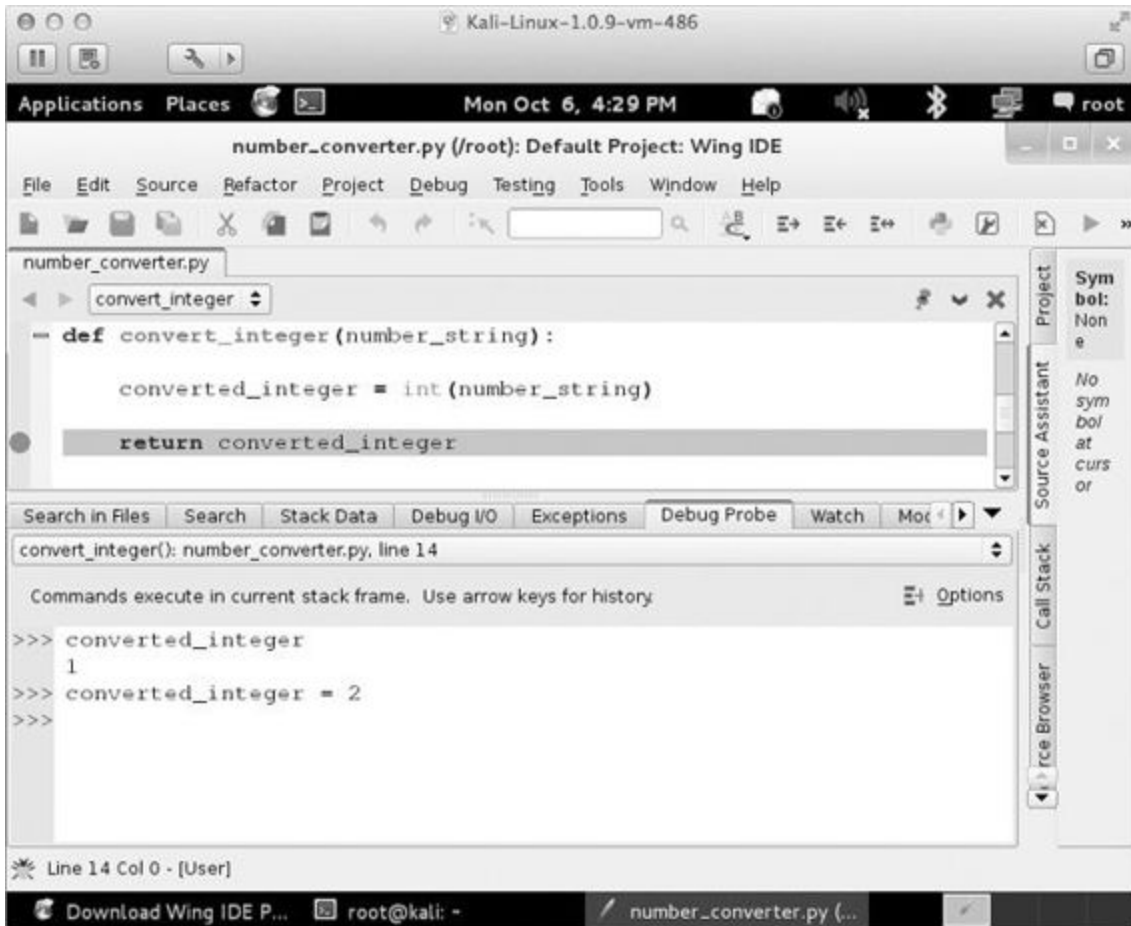 Kali-Linux-1.0.9-vm-486
Applications Places Mon Oct 6, 4:29 PM root
number_converter.py (/root): Default Project: Wing IDE
File Edit Source Refactor Project Debug Testing Tools Window Help
number_converter.py
convert_integer
def convert_integer(number_string):
converted_integer = int(number_string)
return converted_integer
Project
Source Assistant
Call Stack
rce Browser
Sym
bol:
Non
e
No
sym
bol
at
curs
or
Search in Files Search Stack Data Debug I/O Exceptions Debug Probe Watch Moc
convert_integer(): number_converter.py, line 14
Commands execute in current stack frame. Use arrow keys for history. Options
>>> converted_integer
1
>>> converted_integer = 2
>>>
Line 14 Col 0 - [User]
Download Wing IDE P... root@kali: ~ number_converter.py (...